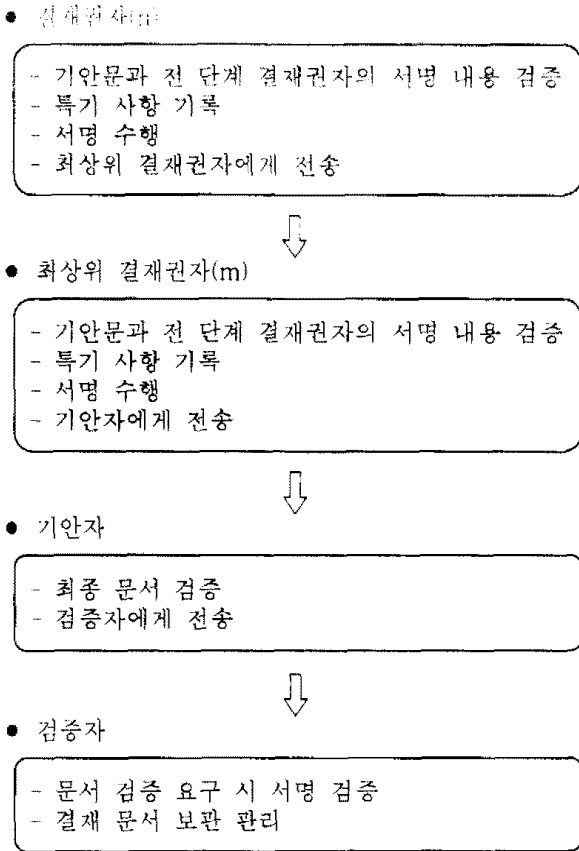 ● 결재권자
- 기안문과 전 단계 결재권자의 서명 내용 검증
- 특기 사항 기록
- 서명 수행
- 최상위 결재권자에게 전송
● 최상위 결재권자(m)
- 기안문과 전 단계 결재권자의 서명 내용 검증
- 특기 사항 기록
- 서명 수행
- 기안자에게 전송
● 기안자
- 최종 문서 검증
- 검증자에게 전송
● 검증자
- 문서 검증 요구 시 서명 검증
- 결재 문서 보관 관리